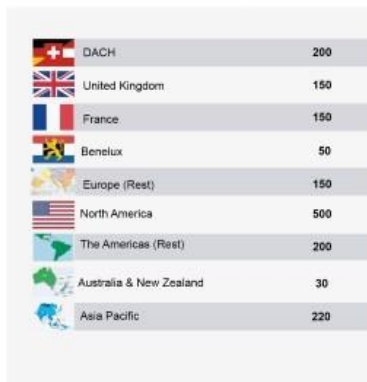 DACH 200
United Kingdom 150
France 150
Benelux 50
Europe (Rest) 150
North America 500
The Americas (Rest) 200
Australia & New Zealand 30
Asia Pacific 220